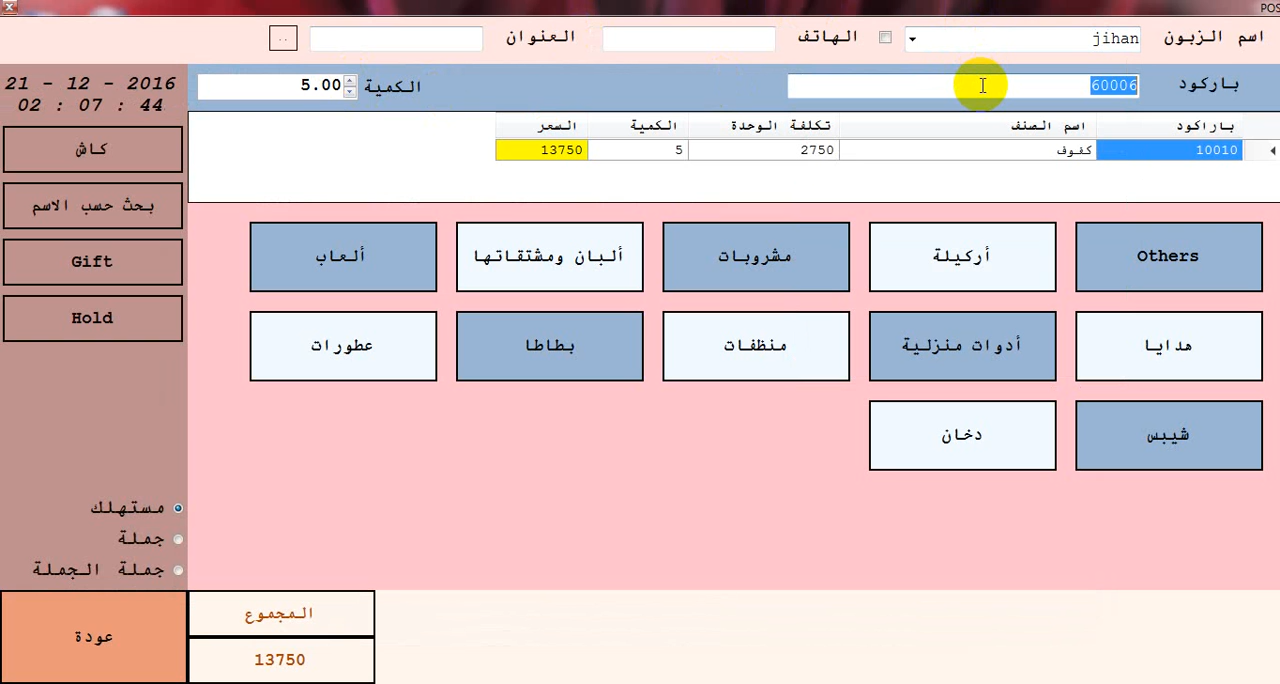 POS
اسم الزبون jihan الهاتف العنوان ..
21 - 12 - 2016
02 : 07 : 44
باركود 60006 الكمية 5.00
باراكود اسم الصنف تكلفة الوحدة الكمية السعر
10010 كفوف 2750 5 13750
كاش
بحث حسب الاسم
Gift
Hold
Others أركيلة مشروبات ألبان ومشتقاتها ألعاب
هدايا أدوات منزلية منظفات بطاطا عطورات
شيبس دخان
مستهلك
جملة
جملة الجملة
عودة
المجموع
13750